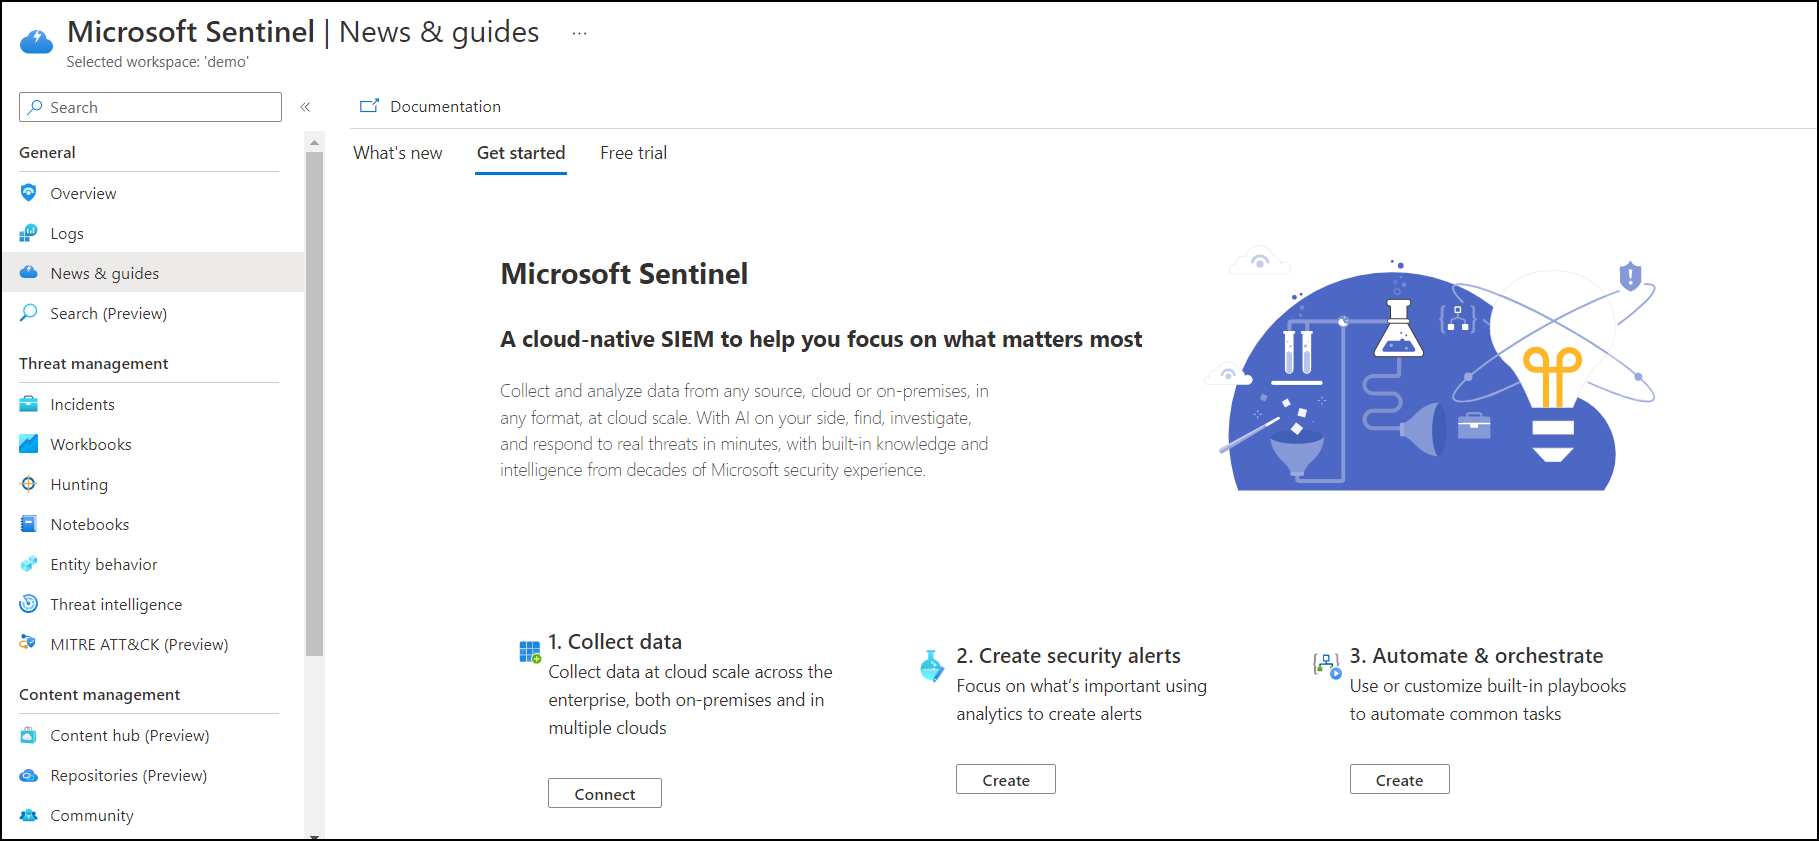 Microsoft Sentinel | News & guides ...
Selected workspace: 'demo'
Search
«
Documentation
General
Overview
Logs
News & guides
Search (Preview)
Threat management
Incidents
Workbooks
Hunting
Notebooks
Entity behavior
Threat intelligence
MITRE ATT&CK (Preview)
Content management
Content hub (Preview)
Repositories (Preview)
Community
What's new
Get started
Free trial
Microsoft Sentinel
A cloud-native SIEM to help you focus on what matters most
Collect and analyze data from any source, cloud or on-premises, in
any format, at cloud scale. With AI on your side, find, investigate,
and respond to real threats in minutes, with built-in knowledge and
intelligence from decades of Microsoft security experience.
1. Collect data
Collect data at cloud scale across the
enterprise, both on-premises and in
multiple clouds
Connect
2. Create security alerts
Focus on what’s important using
analytics to create alerts
Create
3. Automate & orchestrate
Use or customize built-in playbooks
to automate common tasks
Create